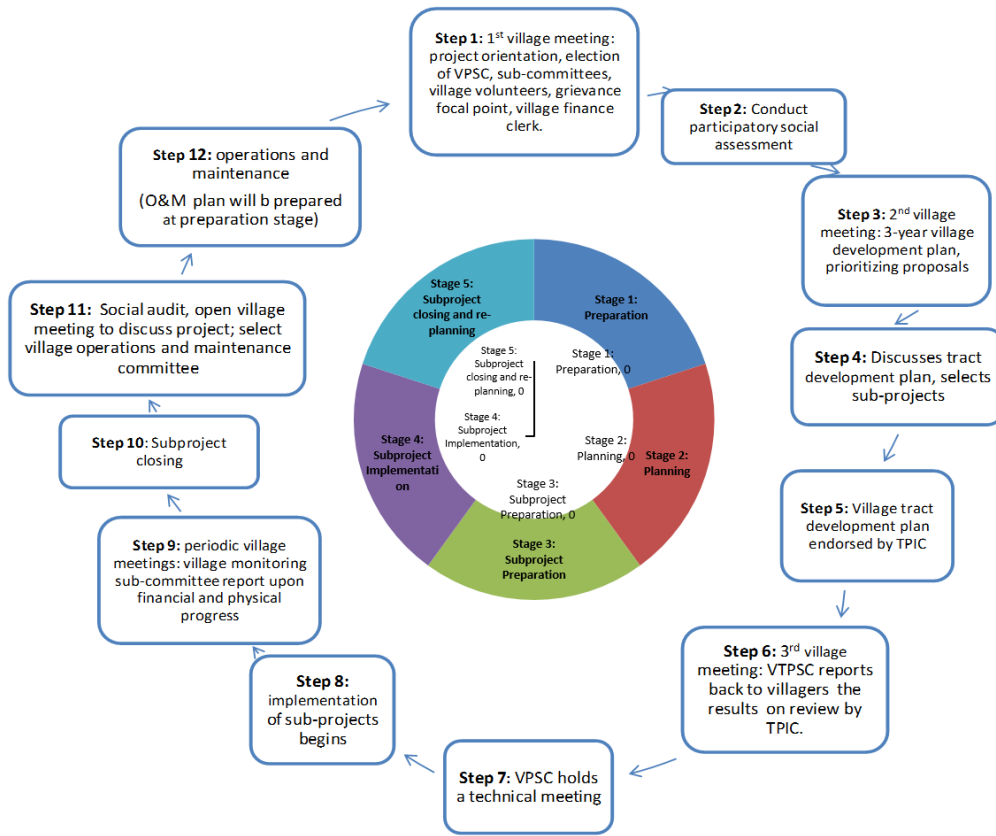 Step 1: 1st village meeting:
project orientation, election
of VPSC, sub-committees,
village volunteers, grievance
focal point, village finance
clerk.
Step 2: Conduct
participatory social
assessment
Step 3: 2nd village
meeting: 3-year village
development plan,
prioritizing proposals
Step 4: Discusses tract
development plan, selects
sub-projects
Step 5: Village tract
development plan
endorsed by TPIC
Step 6: 3rd village
meeting: VTPSC reports
back to villagers the
results on review by
TPIC.
Step 7: VPSC holds
a technical meeting
Step 8:
implementation
of sub-projects
begins
Step 9: periodic village
meetings: village monitoring
sub-committee report upon
financial and physical
progress
Step 10: Subproject
closing
Step 11: Social audit, open village
meeting to discuss project; select
village operations and maintenance
committee
Step 12: operations and
maintenance
(O&M plan will b prepared
at preparation stage)
Stage 1:
Preparation
Stage 2:
Planning
Stage 3:
Subproject
Preparation
Stage 4:
Subproject
Implementati
on
Stage 5:
Subproject
closing and re-
planning
Stage 1:
Preparation, 0
Stage 2:
Planning, 0
Stage 3:
Subproject
Preparation, 0
Stage 4:
Subproject
Implementation,
0
Stage 5:
Subproject
closing and re-
planning, 0